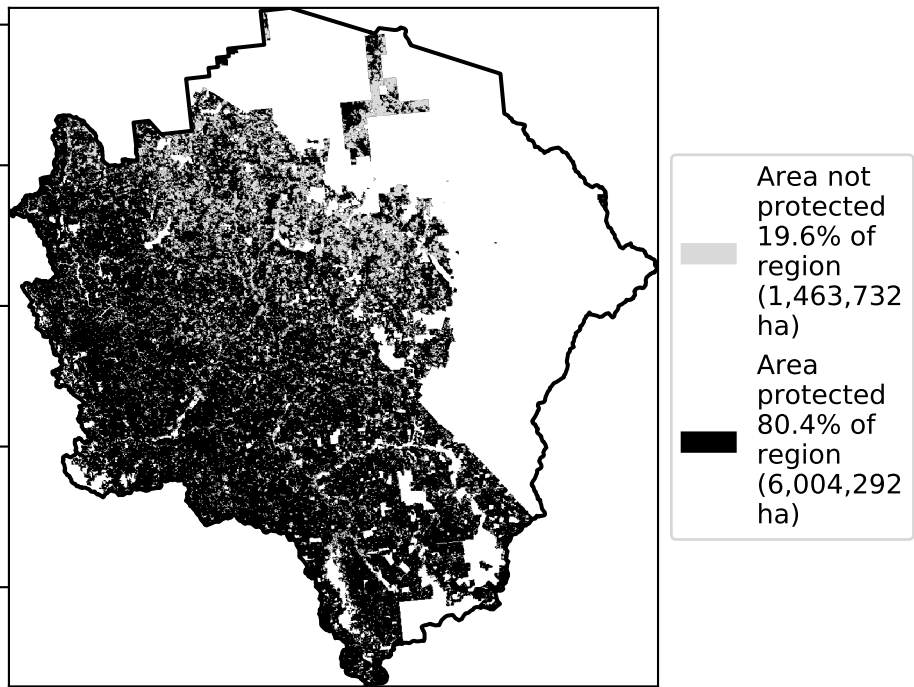 Area not
protected
19.6% of
region
(1,463,732
ha)
Area
protected
80.4% of
region
(6,004,292
ha)